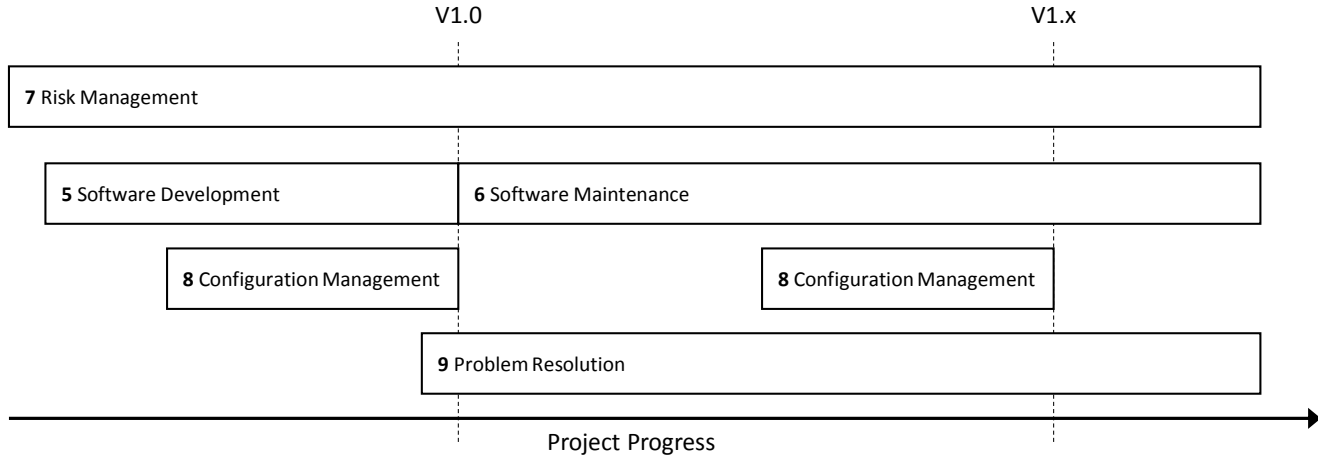 V1.0
V1.x
7 Risk Management
5 Software Development
6 Software Maintenance
8 Configuration Management
8 Configuration Management
9 Problem Resolution
Project Progress